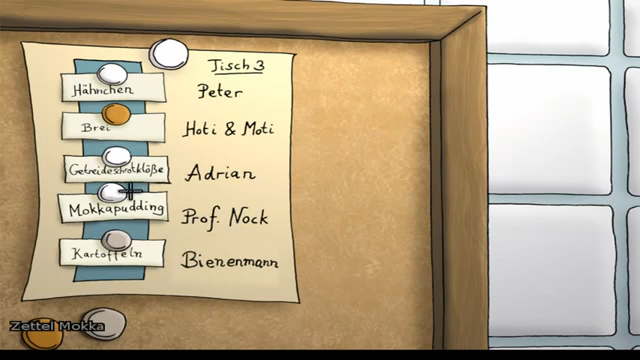 Tisch 3
Hähnchen Peter
Brei Hoti & Moti
Getreideschrotklöße Adrian
Mokkapudding Prof. Nock
Kartoffeln Bienenmann
Zettel Mokka